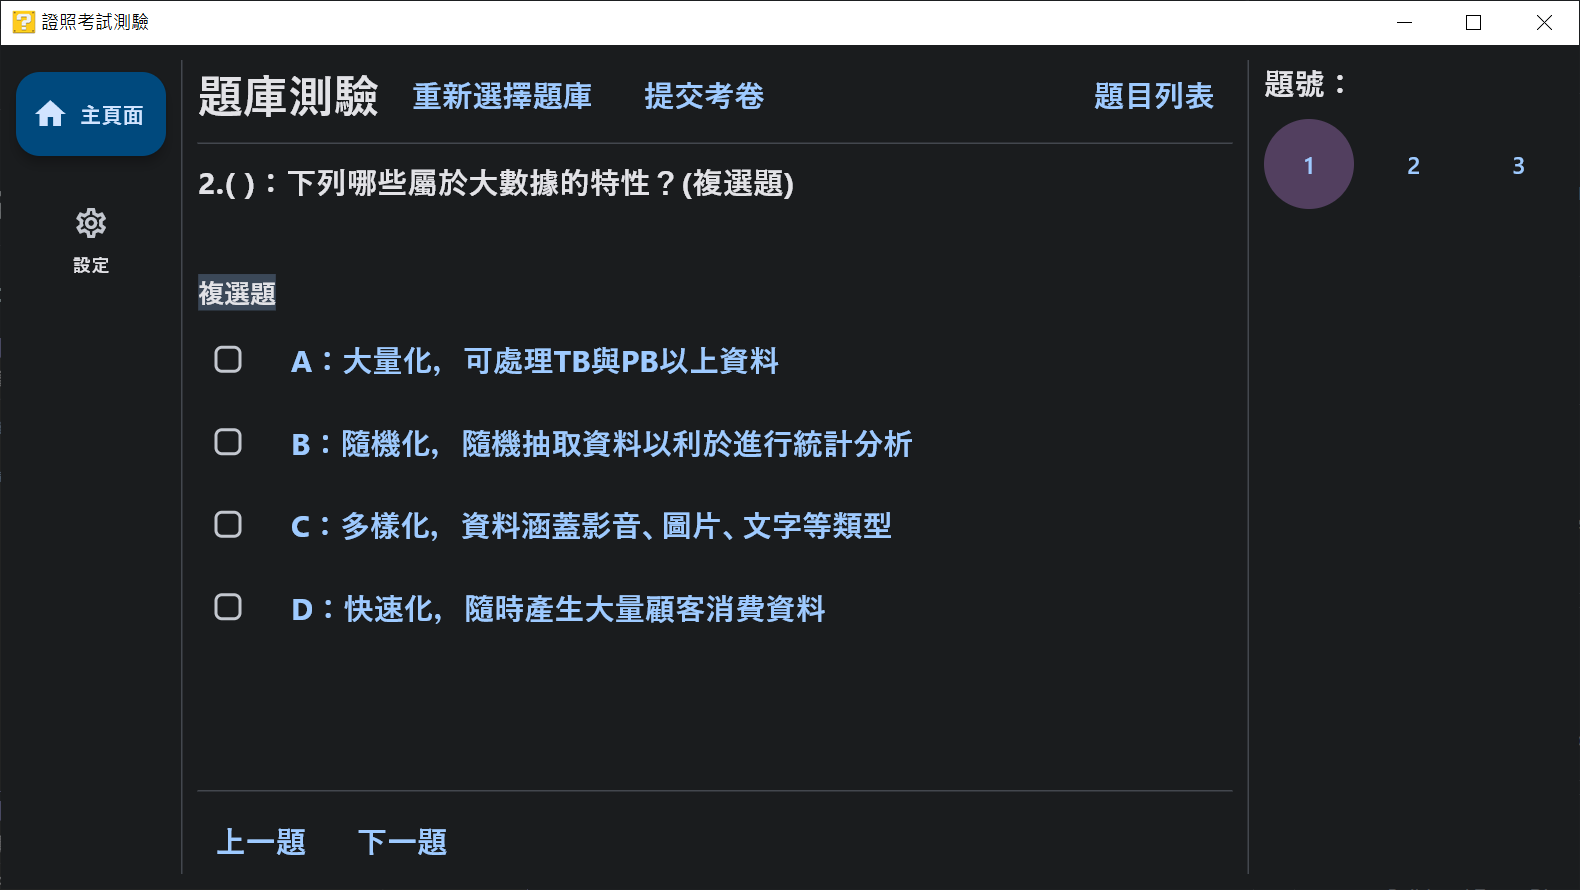 證照考試測驗
主頁面
設定
題庫測驗 重新選擇題庫 提交考卷 題目列表
2.( )：下列哪些屬於大數據的特性？(複選題)
複選題
A：大量化，可處理TB與PB以上資料
B：隨機化，隨機抽取資料以利於進行統計分析
C：多樣化，資料涵蓋影音、圖片、文字等類型
D：快速化，隨時產生大量顧客消費資料
上一題 下一題
題號：
1 2 3